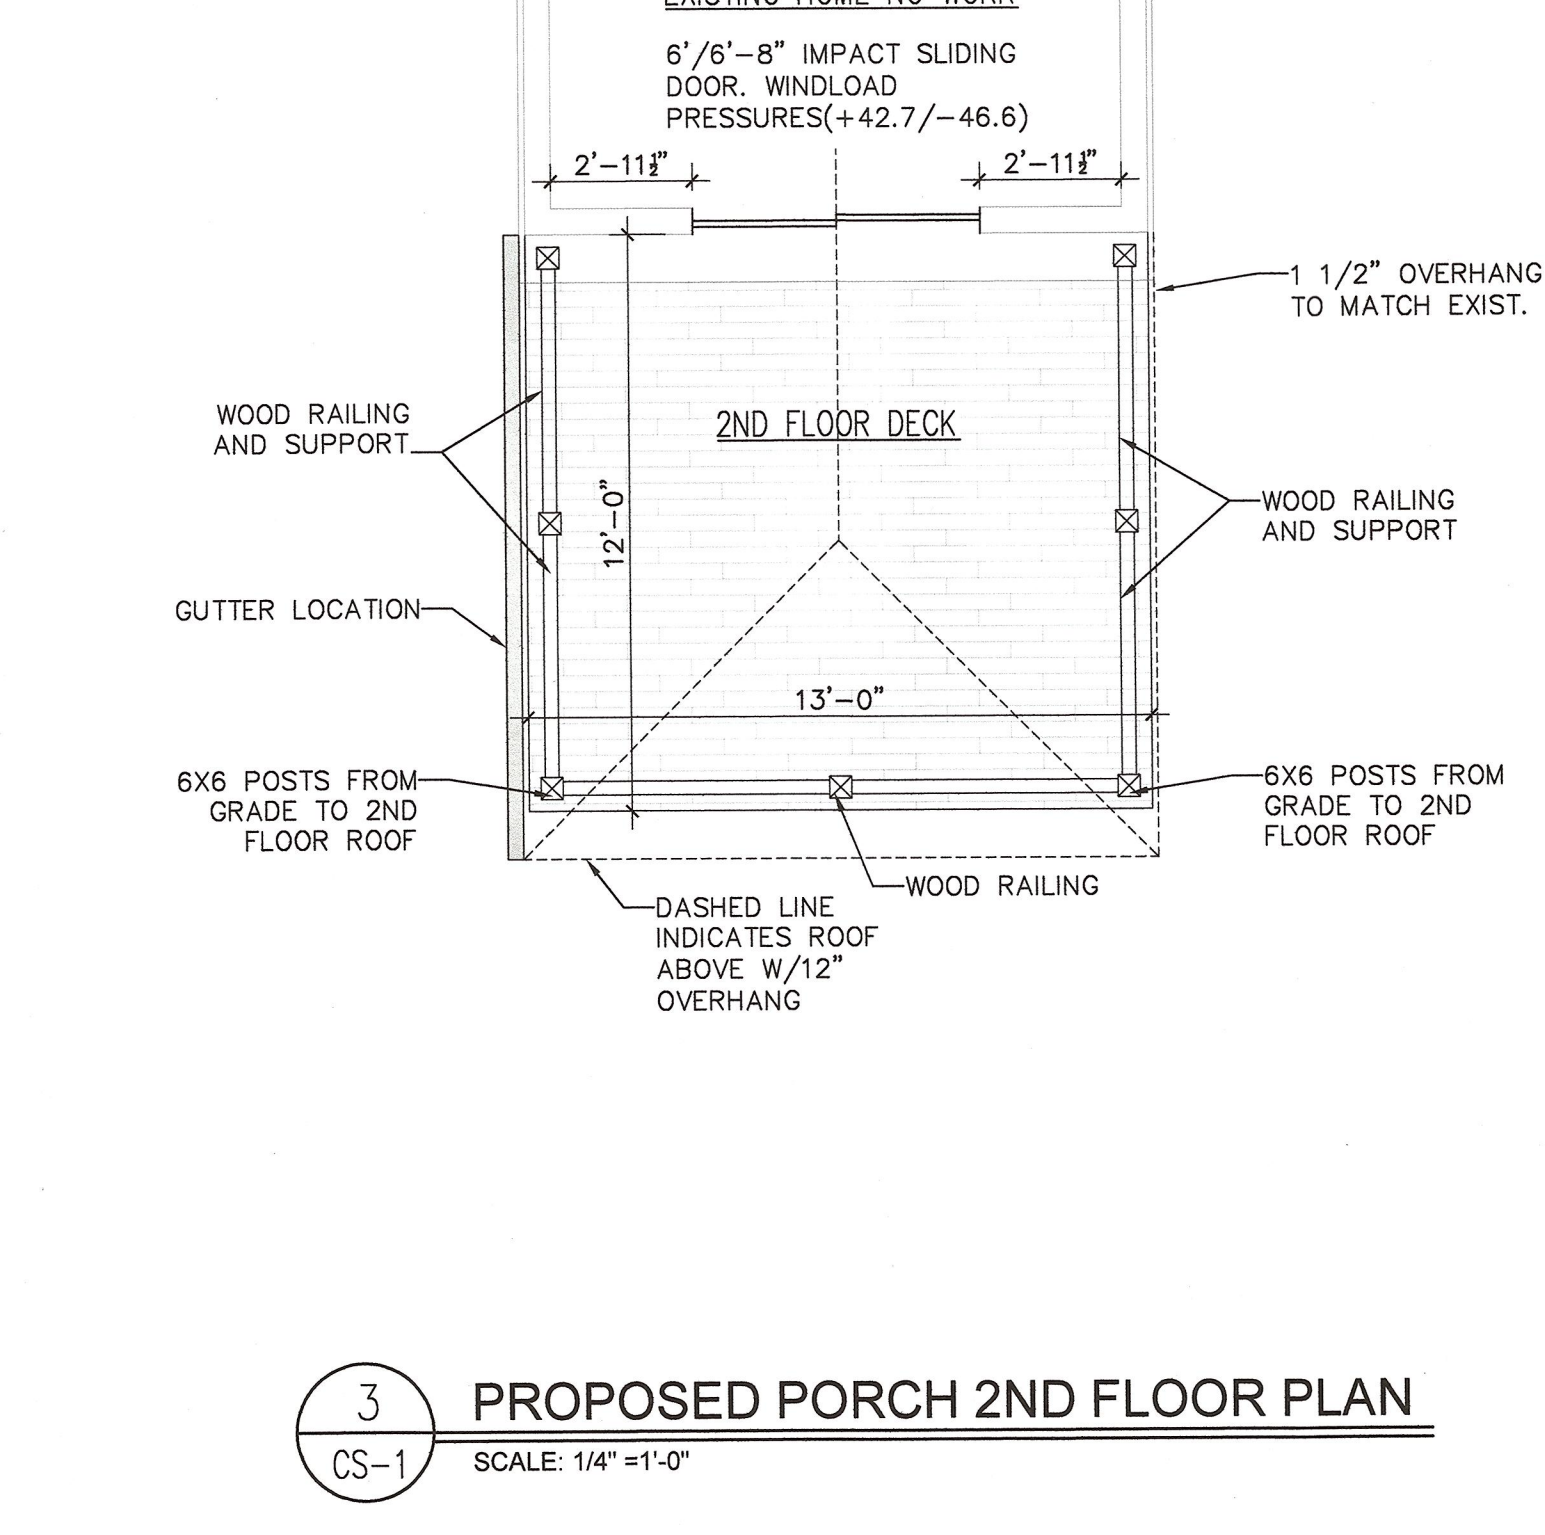 EXISTING HOME NO WORK
6'/6'-8" IMPACT SLIDING
DOOR. WINDLOAD
PRESSURES(+42.7/-46.6)
2'-11½"
2'-11½"
1 1/2" OVERHANG
TO MATCH EXIST.
WOOD RAILING
AND SUPPORT
2ND FLOOR DECK
12'-0"
WOOD RAILING
AND SUPPORT
GUTTER LOCATION
13'-0"
6X6 POSTS FROM
GRADE TO 2ND
FLOOR ROOF
6X6 POSTS FROM
GRADE TO 2ND
FLOOR ROOF
WOOD RAILING
DASHED LINE
INDICATES ROOF
ABOVE W/12"
OVERHANG
3
CS-1
PROPOSED PORCH 2ND FLOOR PLAN
SCALE: 1/4" =1'-0"